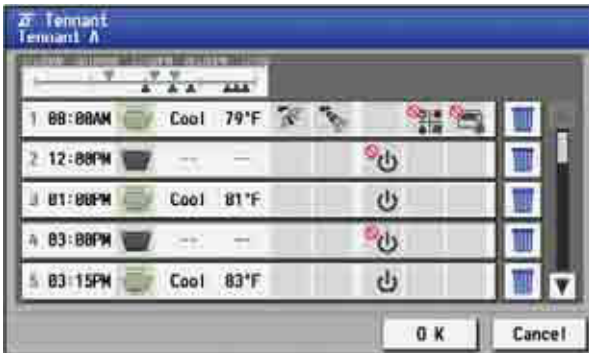 2F Tennant
Tennant A
1 08:00AM Cool 79°F
2 12:00PM -- --
3 01:00PM Cool 81°F
4 03:00PM -- --
5 03:15PM Cool 83°F
OK Cancel